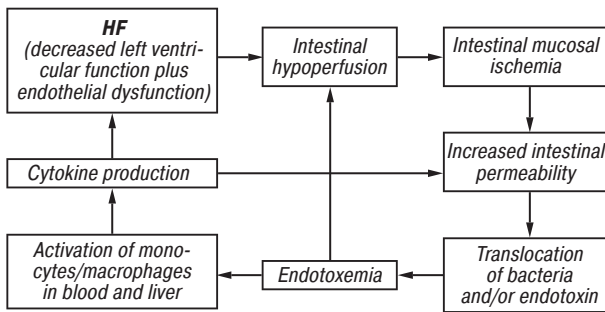 HF
(decreased left ventri-
cular function plus
endothelial dysfunction)
Intestinal
hypoperfusion
Intestinal mucosal
ischemia
Cytokine production
Increased intestinal
permeability
Activation of mono-
cytes/macrophages
in blood and liver
Endotoxemia
Translocation
of bacteria
and/or endotoxin